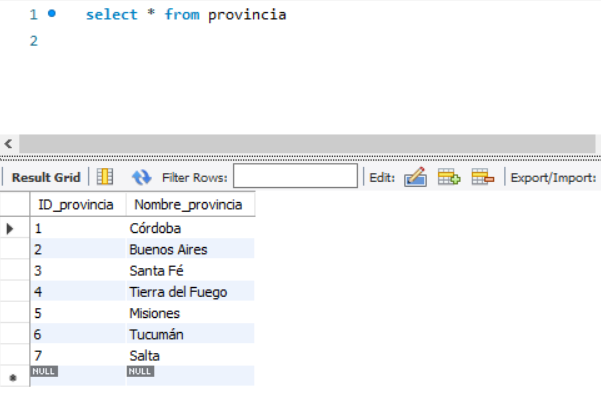 1 select * from provincia
2
Result Grid Filter Rows: Edit: Export/Import:
ID_provincia Nombre_provincia
1 Córdoba
2 Buenos Aires
3 Santa Fé
4 Tierra del Fuego
5 Misiones
6 Tucumán
7 Salta
NULL NULL